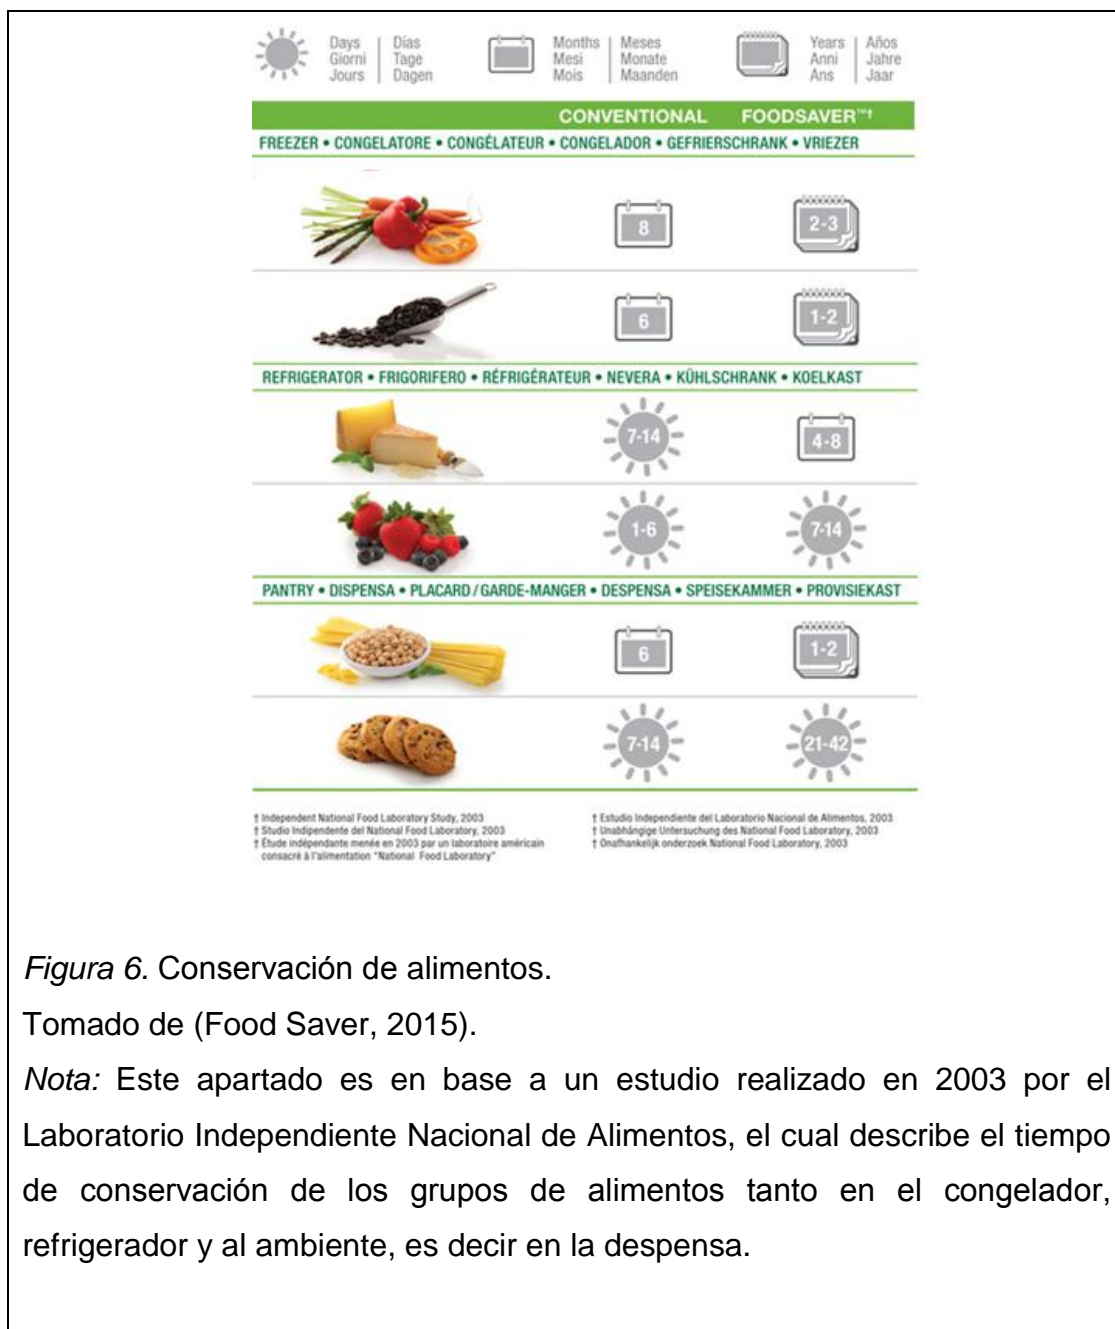 Days Días
Giorni Tage
Jours Dagen
Months Meses
Mesi Monate
Mois Maanden
Years Años
Anni Jahre
Ans Jaar
CONVENTIONAL FOODSAVER™†
FREEZER • CONGELATORE • CONGÉLATEUR • CONGELADOR • GEFRIERSCHRANK • VRIEZER
8 2-3
6 1-2
REFRIGERATOR • FRIGORIFERO • RÉFRIGÉRATEUR • NEVERA • KÜHLSCHRANK • KOELKAST
7-14 4-8
1-6 7-14
PANTRY • DISPENSA • PLACARD / GARDE-MANGER • DESPENSA • SPEISEKAMMER • PROVISIEKAST
6 1-2
7-14 21-42
† Independent National Food Laboratory Study, 2003
† Studio Indipendente del National Food Laboratory, 2003
† Étude indépendante menée en 2003 par un laboratoire américain
consacré à l'alimentation "National Food Laboratory"
† Estudio Independiente del Laboratorio Nacional de Alimentos, 2003
† Unabhängige Untersuchung des National Food Laboratory, 2003
† Onafhankelijk onderzoek National Food Laboratory, 2003
Figura 6. Conservación de alimentos.
Tomado de (Food Saver, 2015).
Nota: Este apartado es en base a un estudio realizado en 2003 por el
Laboratorio Independiente Nacional de Alimentos, el cual describe el tiempo
de conservación de los grupos de alimentos tanto en el congelador,
refrigerador y al ambiente, es decir en la despensa.